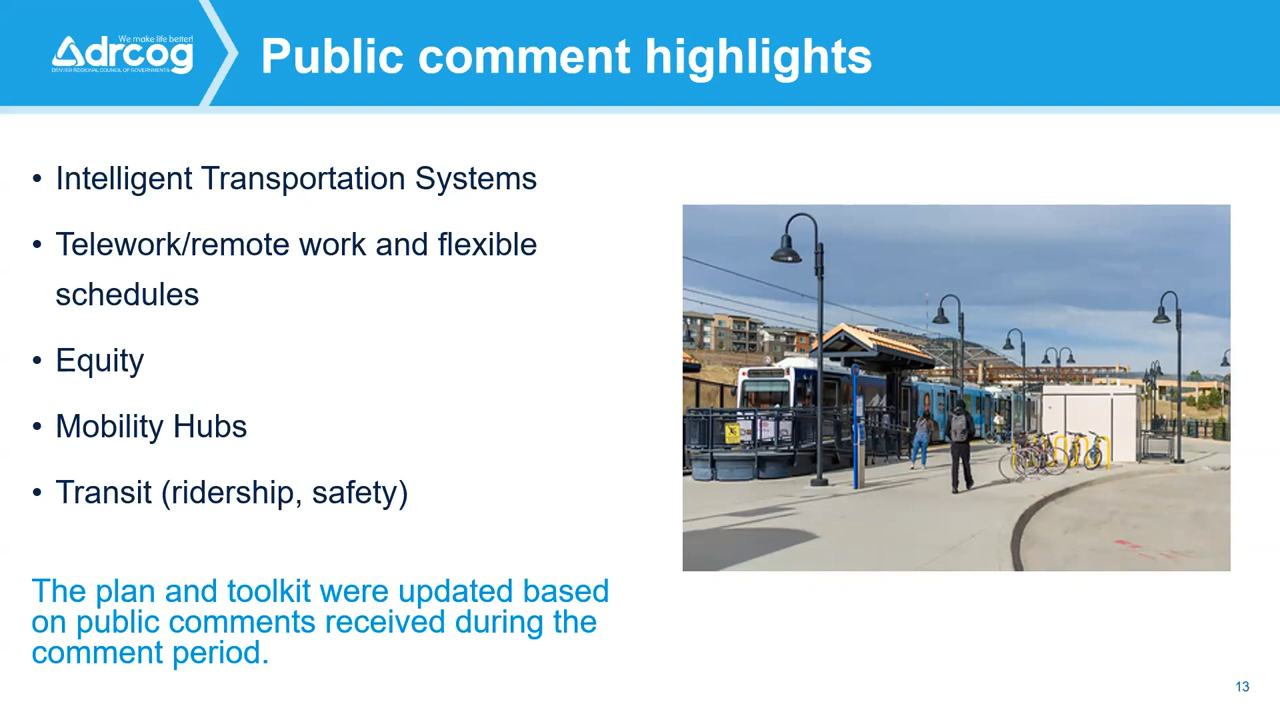 We make life better!
drcog
DENVER REGIONAL COUNCIL OF GOVERNMENTS
Public comment highlights
• Intelligent Transportation Systems
• Telework/remote work and flexible
schedules
• Equity
• Mobility Hubs
• Transit (ridership, safety)
The plan and toolkit were updated based
on public comments received during the
comment period.
13